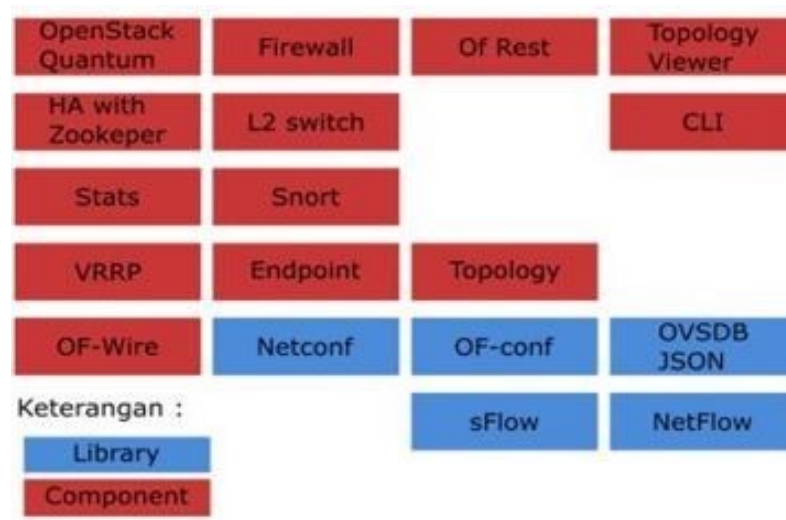 OpenStack
Quantum
Firewall
Of Rest
Topology
Viewer
HA with
Zookeper
L2 switch
CLI
Stats
Snort
VRRP
Endpoint
Topology
OF-Wire
Netconf
OF-conf
OVSDB
JSON
Keterangan :
sFlow
NetFlow
Library
Component